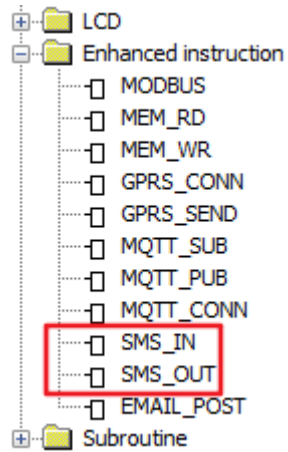 LCD
Enhanced instruction
MODBUS
MEM_RD
MEM_WR
GPRS_CONN
GPRS_SEND
MQTT_SUB
MQTT_PUB
MQTT_CONN
SMS_IN
SMS_OUT
EMAIL_POST
Subroutine